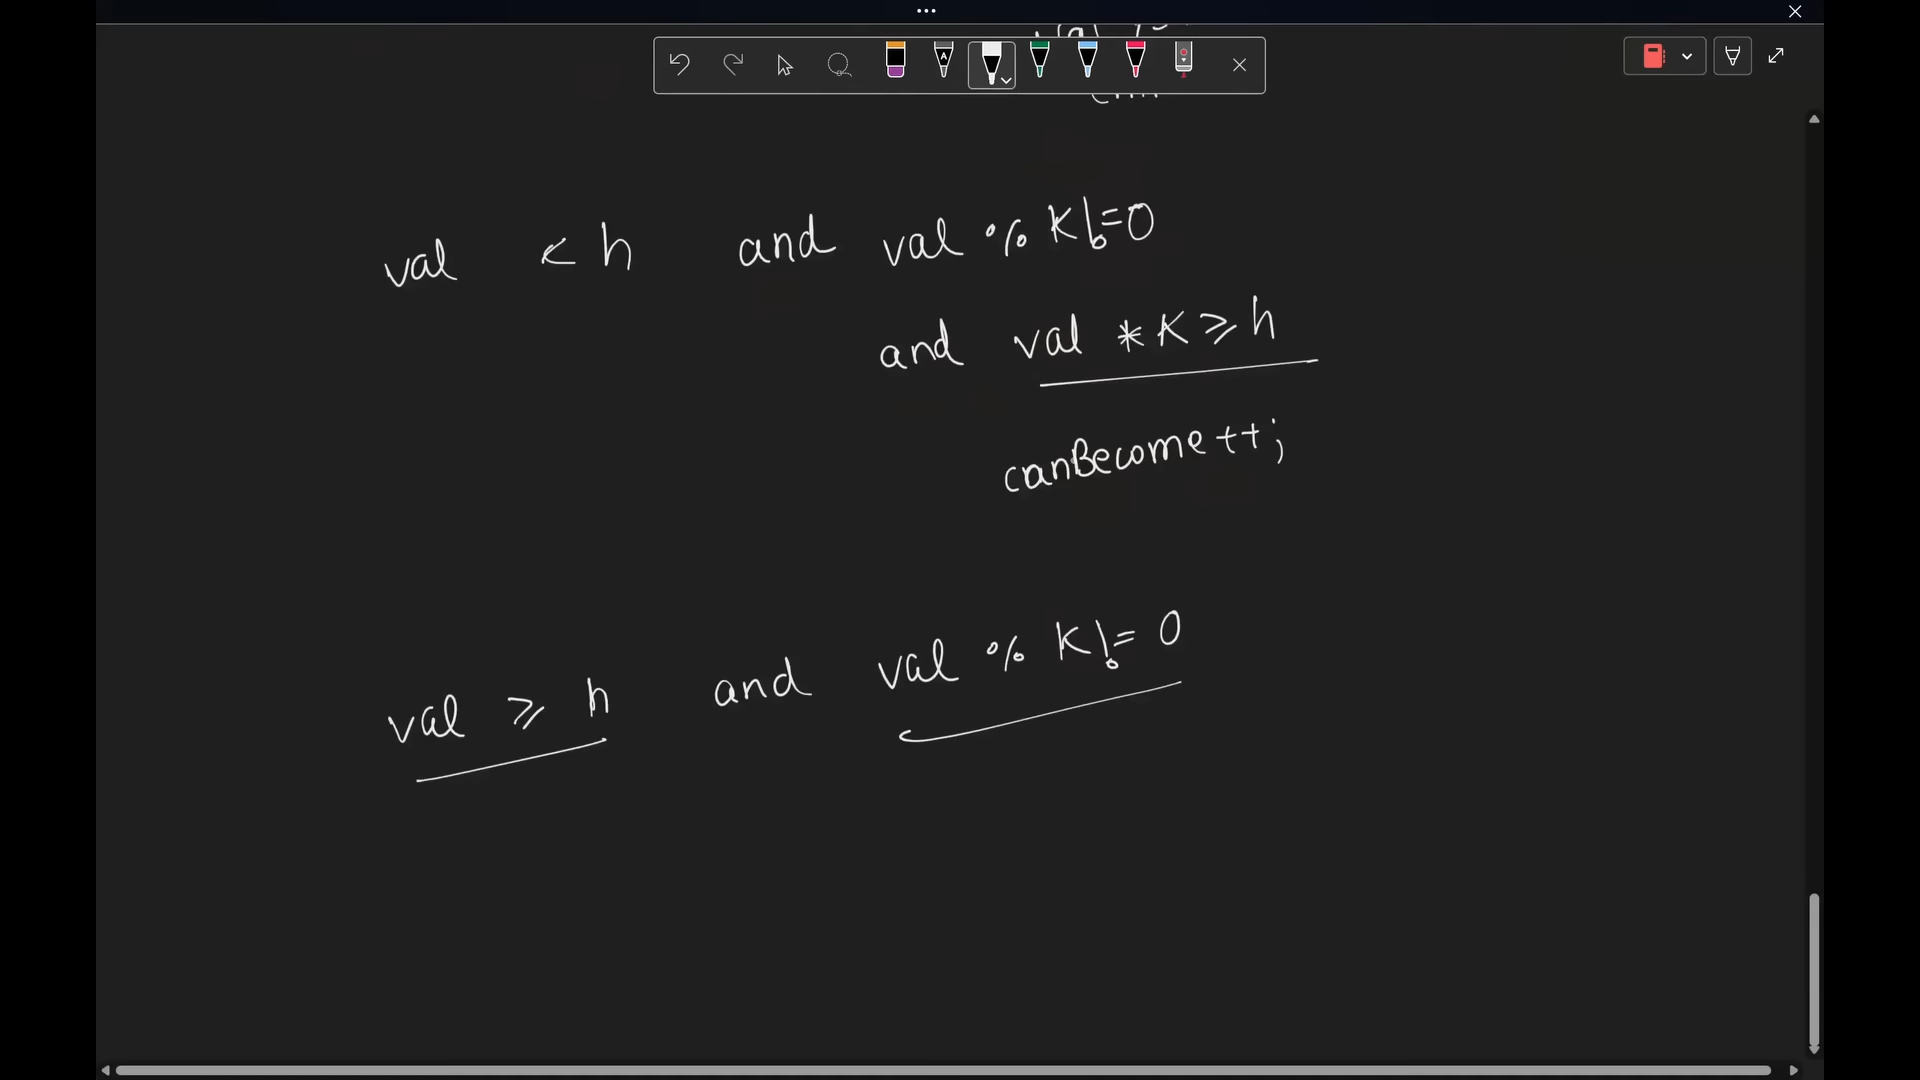 val < h and val % K != 0
and val * K ≥ h
canBecome ++;
val ≥ h and val % K != 0